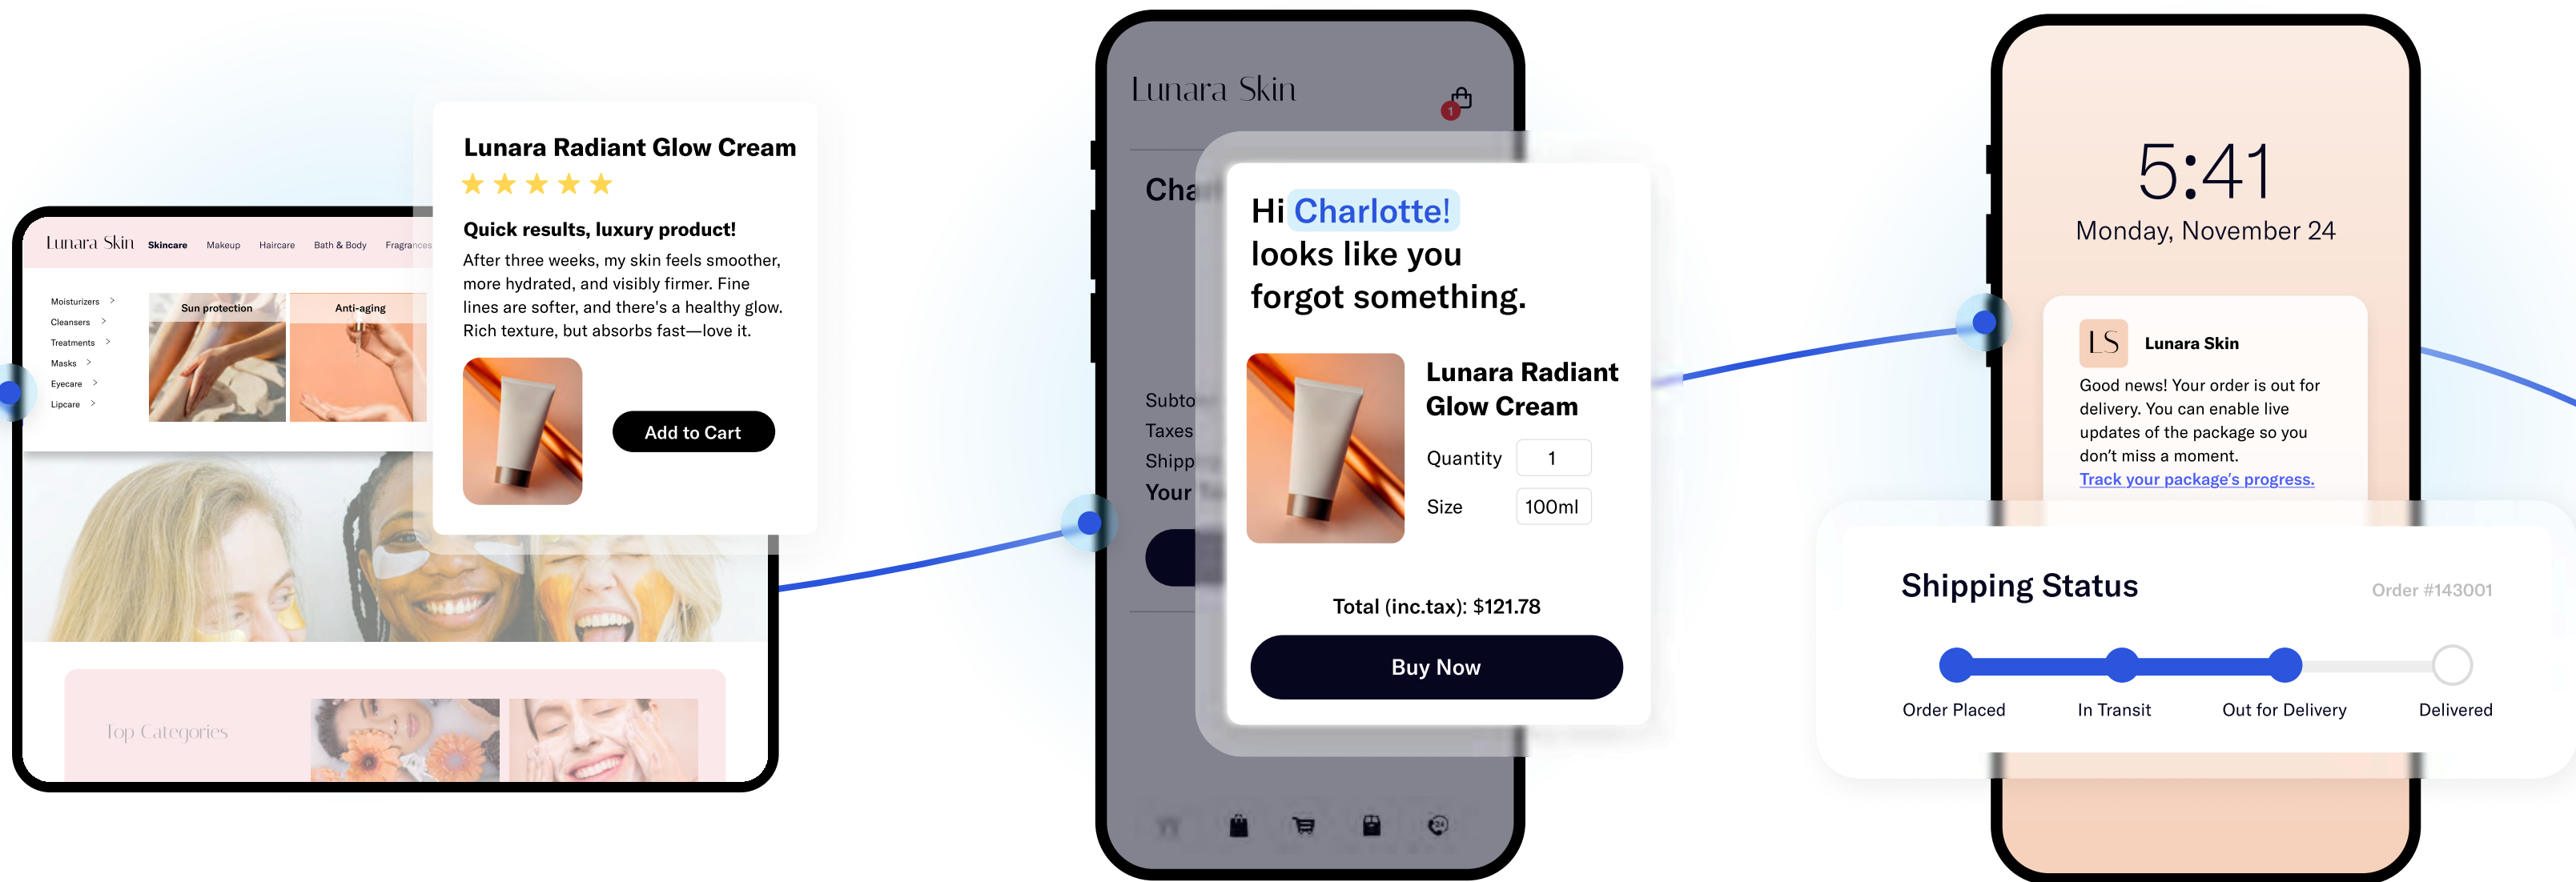 Lunara Skin
Skincare
Makeup
Haircare
Bath & Body
Fragrances
Moisturizers
Cleansers
Treatments
Masks
Eyecare
Lipcare
Sun protection
Anti-aging
Top Categories
Lunara Radiant Glow Cream
Quick results, luxury product!
After three weeks, my skin feels smoother,
more hydrated, and visibly firmer. Fine
lines are softer, and there's a healthy glow.
Rich texture, but absorbs fast—love it.
Add to Cart
Lunara Skin
1
Taxes
Your
Hi Charlotte!
looks like you
forgot something.
Lunara Radiant
Glow Cream
Quantity 1
Size 100ml
Total (inc.tax): $121.78
Buy Now
24
5:41
Monday, November 24
LS
Lunara Skin
Good news! Your order is out for
delivery. You can enable live
updates of the package so you
don’t miss a moment.
Track your package’s progress.
Shipping Status
Order #143001
Order Placed
In Transit
Out for Delivery
Delivered